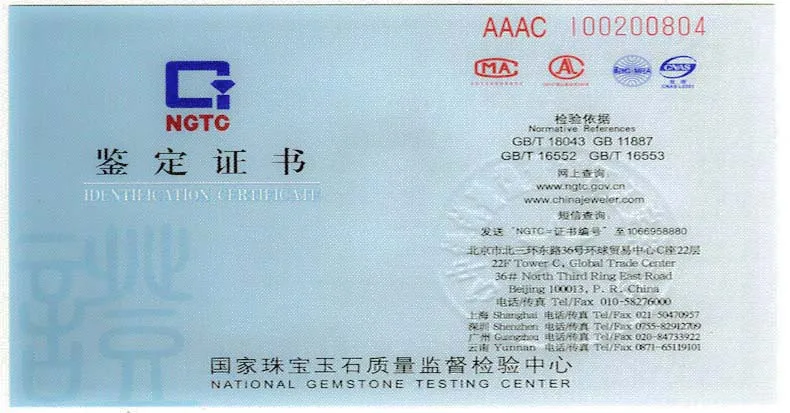 AAAC 100200804
NGTC
鉴定证书
IDENTIFICATION CERTIFICATE
MA
AL
ILAC-MRA
CNAS
检验依据
Normative References
GB/T 18043 GB 11887
GB/T 16552 GB/T 16553
网上查询:
www.ngtc.gov.cn
www.chinajeweler.com
短信查询:
发送 "NGTC=证书编号" 至1066958880
北京市北三环东路36号环球贸易中心C座22层
22F Tower C, Global Trade Center
36# North Third Ring East Road
Beijing 100013, P. R. China
电话/传真 Tel/Fax 010-58276000
上海 Shanghai 电话/传真 Tel/Fax 021-50470957
深圳 Shenzhen 电话/传真 Tel/Fax 0755-82912709
广州 Guangzhou 电话/传真 Tel/Fax 020-84733922
云南 Yunnan 电话/传真 Tel/Fax 0871-65119101
国家珠宝玉石质量监督检验中心
NATIONAL GEMSTONE TESTING CENTER